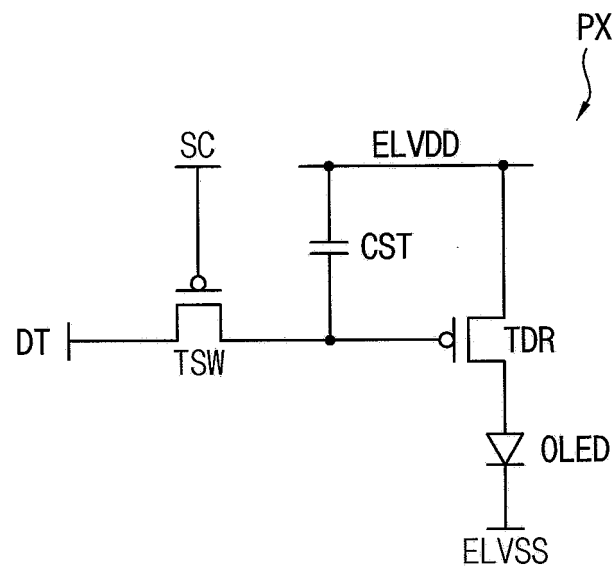 PX
SC
ELVDD
CST
DT
TSW
TDR
OLED
ELVSS